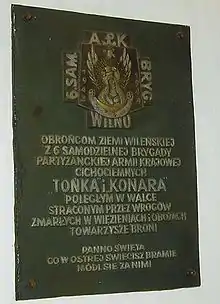 A K
6.SAM. BRYG
WILNO
OBROŃCOM ZIEMI WILEŃSKIEJ
Z 6 SAMODZIELNEJ BRYGADY
PARTYZANCKIEJ ARMII KRAJOWEJ
CICHOCIEMNYCH
"TOŃKA" i "KONARA"
POLEGŁYM W WALCE
STRACONYM PRZEZ WROGÓW
ZMARŁYCH W WIĘZIENIACH i OBOZACH
TOWARZYSZE BRONI
PANNO ŚWIĘTA
CO W OSTREJ ŚWIECISZ BRAMIE
MÓDL SIĘ ZA NIMI